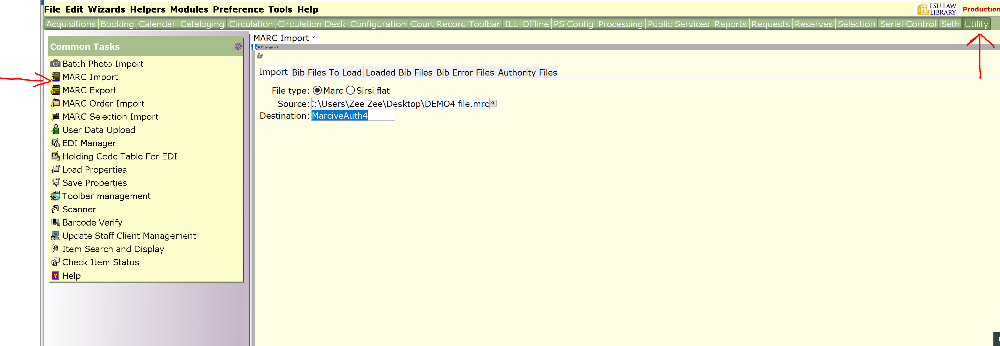 File Edit Wizards Helpers Modules Preference Tools Help
LSU LAW
LIBRARY
Production
Acquisitions Booking Calendar Cataloging Circulation Circulation Desk Configuration Court Record Toolbar ILL Offline PS Config Processing Public Services Reports Requests Reserves Selection Serial Control Seth Utility
Common Tasks
Batch Photo Import
MARC Import
MARC Export
MARC Order Import
MARC Selection Import
User Data Upload
EDI Manager
Holding Code Table For EDI
Load Properties
Save Properties
Toolbar management
Scanner
Barcode Verify
Update Staff Client Management
Item Search and Display
Check Item Status
Help
MARC Import
RC Import
Import Bib Files To Load Loaded Bib Files Bib Error Files Authority Files
File type: Marc Sirsi flat
Source: C:\Users\Zee Zee\Desktop\DEMO4 file.mrc
Destination: MarciveAuth4